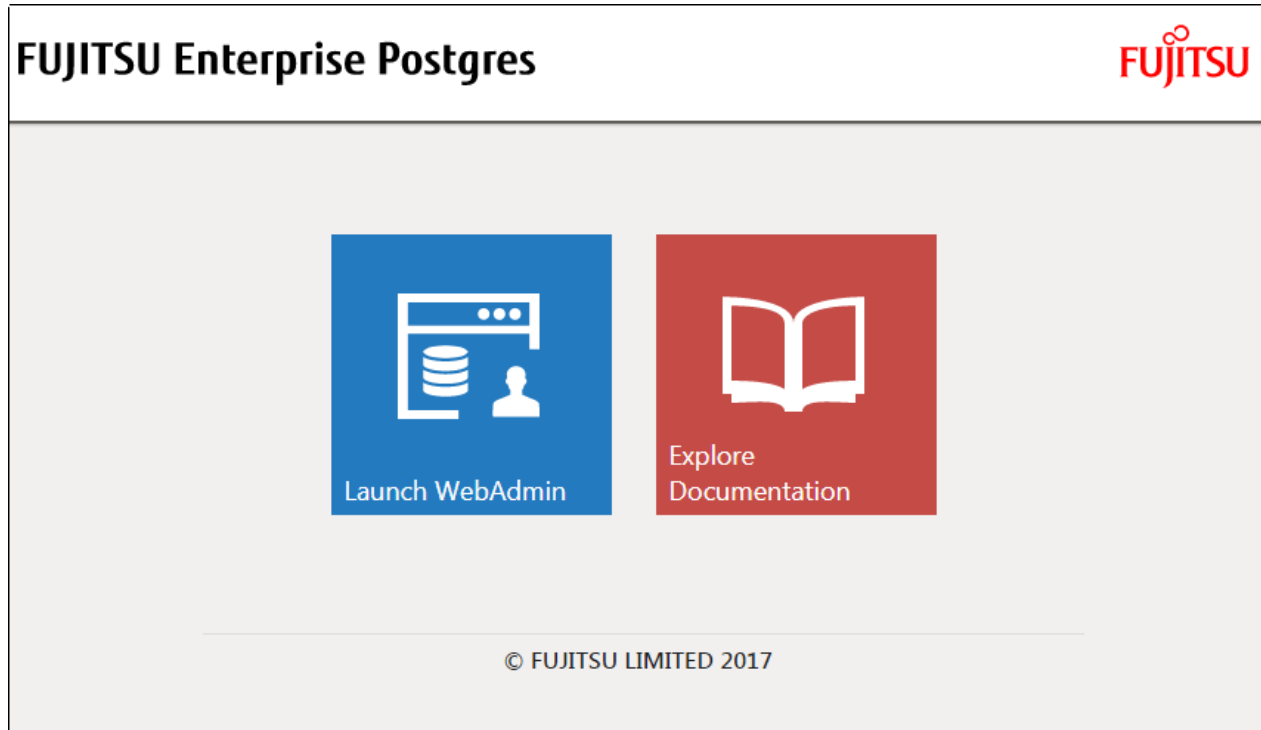 FUJITSU Enterprise Postgres
FUJITSU
Launch WebAdmin
Explore
Documentation
© FUJITSU LIMITED 2017